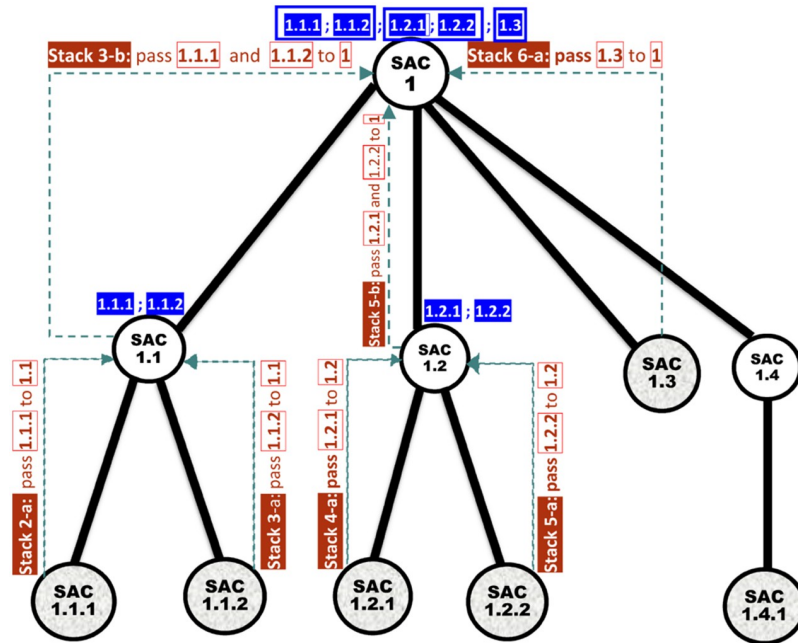 1.1.1 ; 1.1.2 ; 1.2.1 ; 1.2.2 ; 1.3
Stack 3-b: pass 1.1.1 and 1.1.2 to 1
SAC
1
Stack 6-a: pass 1.3 to 1
Stack 5-b: pass 1.2.1 and 1.2.2 to 1
1.1.1 ; 1.1.2
SAC
1.1
1.2.1 ; 1.2.2
SAC
1.2
SAC
1.3
SAC
1.4
Stack 2-a: pass 1.1.1 to 1.1
Stack 3-a: pass 1.1.2 to 1.1
Stack 4-a: pass 1.2.1 to 1.2
Stack 5-a: pass 1.2.2 to 1.2
SAC
1.1.1
SAC
1.1.2
SAC
1.2.1
SAC
1.2.2
SAC
1.4.1